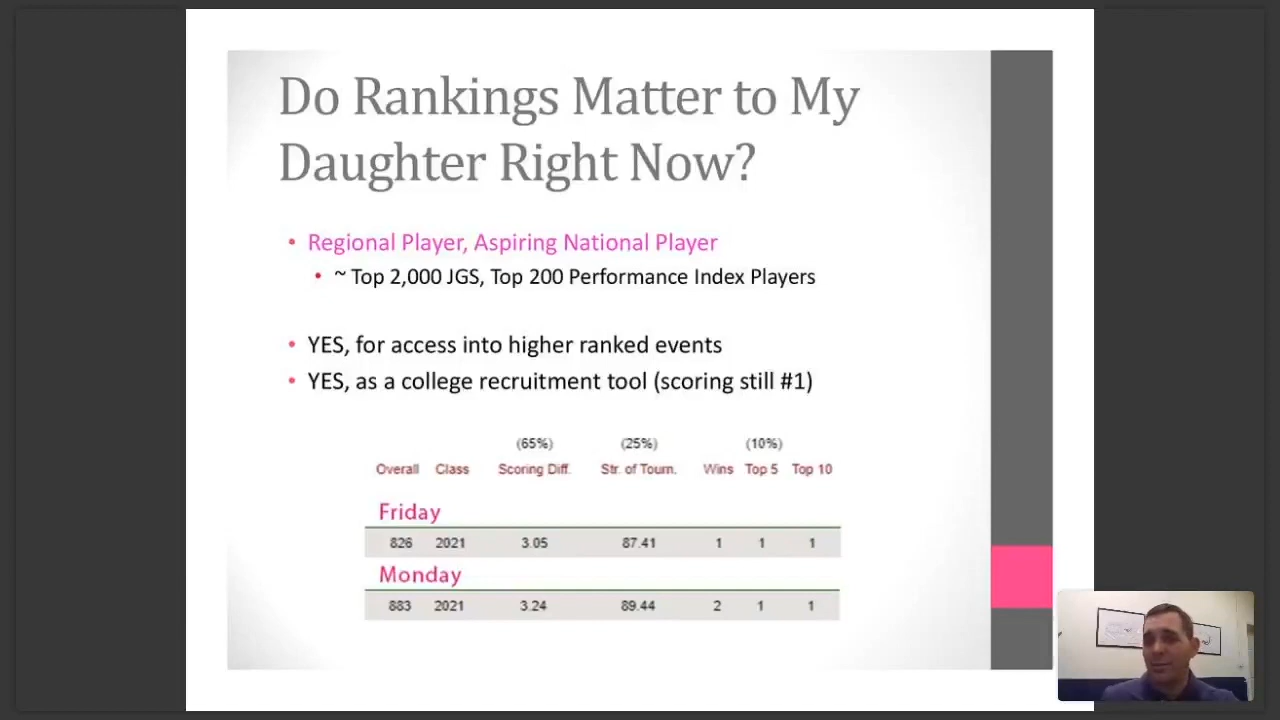 Do Rankings Matter to My
Daughter Right Now?
• Regional Player, Aspiring National Player
• ~ Top 2,000 JGS, Top 200 Performance Index Players
• YES, for access into higher ranked events
• YES, as a college recruitment tool (scoring still #1)
(65%) (25%) (10%)
Overall Class Scoring Diff. Str. of Tourn. Wins Top 5 Top 10
Friday
826 2021 3.05 87.41 1 1 1
Monday
883 2021 3.24 89.44 2 1 1